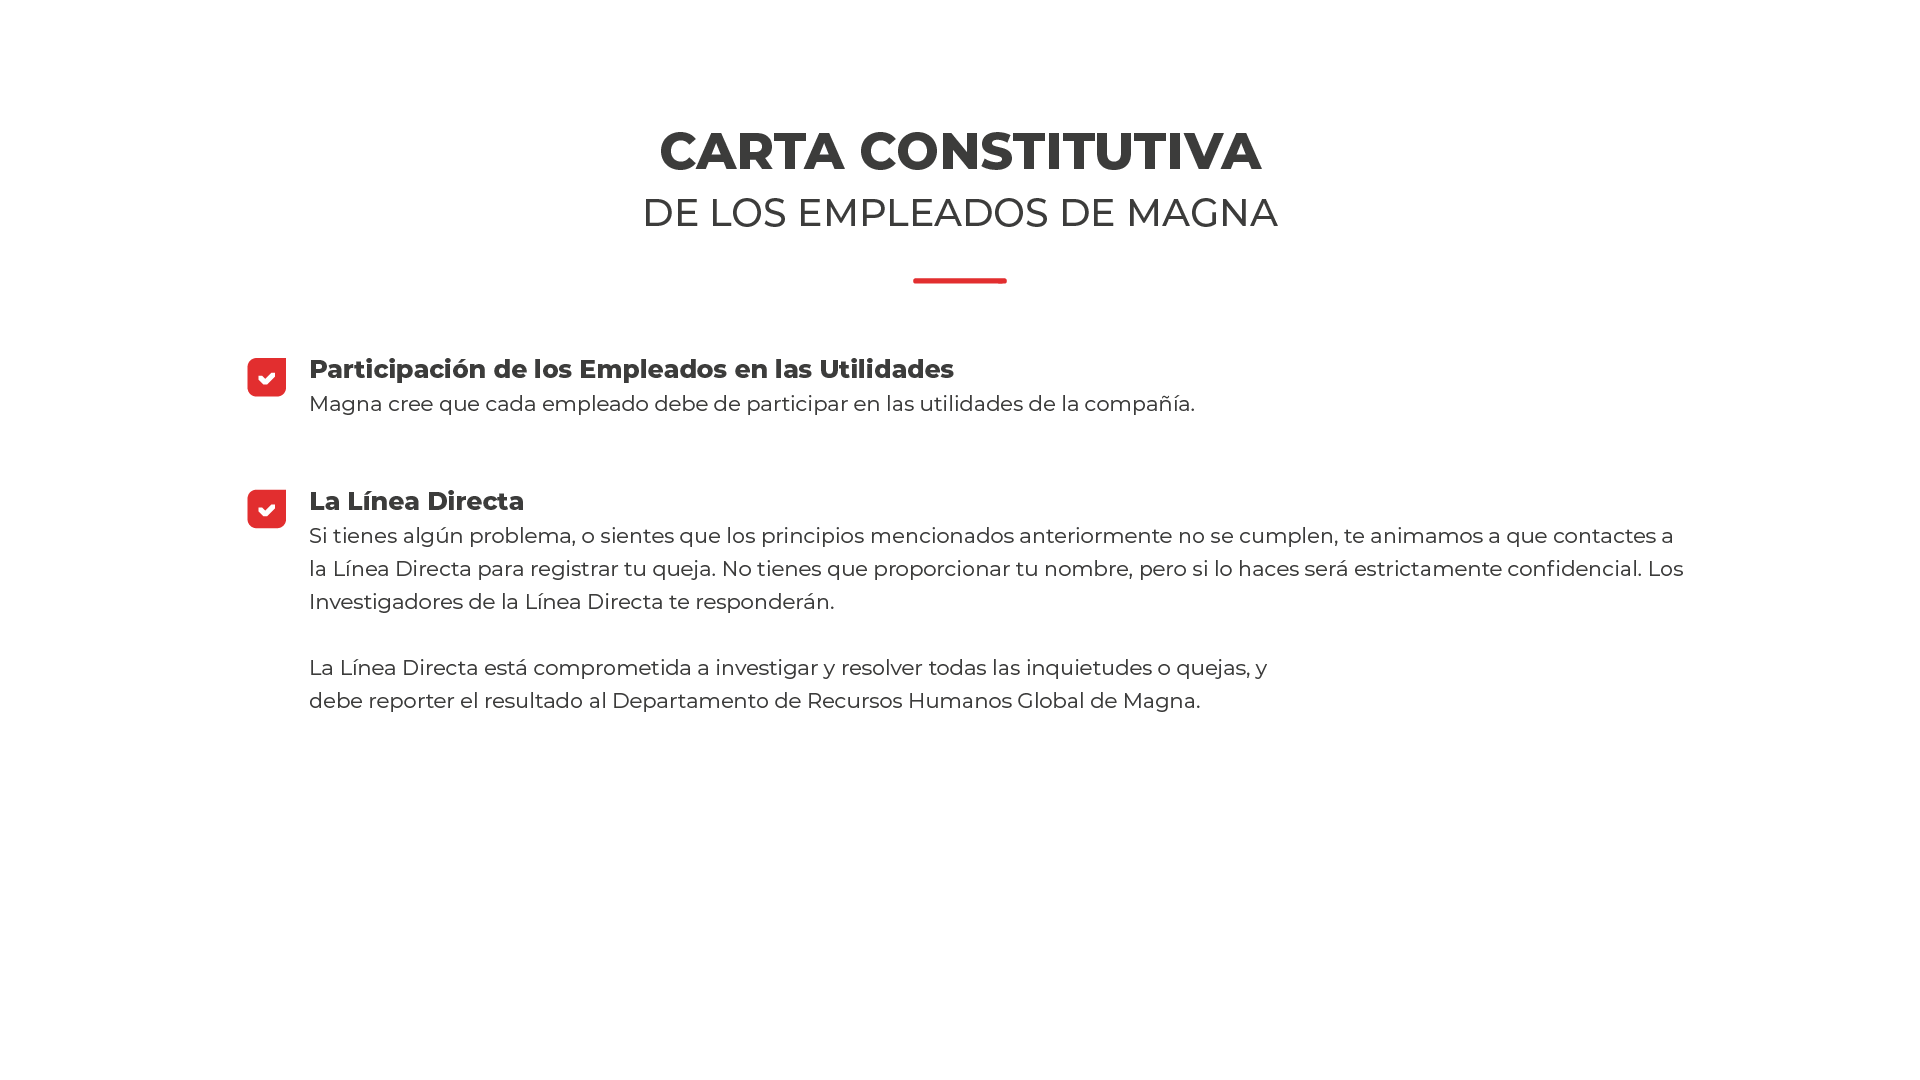 CARTA CONSTITUTIVA
DE LOS EMPLEADOS DE MAGNA
Participación de los Empleados en las Utilidades
Magna cree que cada empleado debe de participar en las utilidades de la compañía.
La Línea Directa
Si tienes algún problema, o sientes que los principios mencionados anteriormente no se cumplen, te animamos a que contactes a
la Línea Directa para registrar tu queja. No tienes que proporcionar tu nombre, pero si lo haces será estrictamente confidencial. Los
Investigadores de la Línea Directa te responderán.
La Línea Directa está comprometida a investigar y resolver todas las inquietudes o quejas, y
debe reporter el resultado al Departamento de Recursos Humanos Global de Magna.